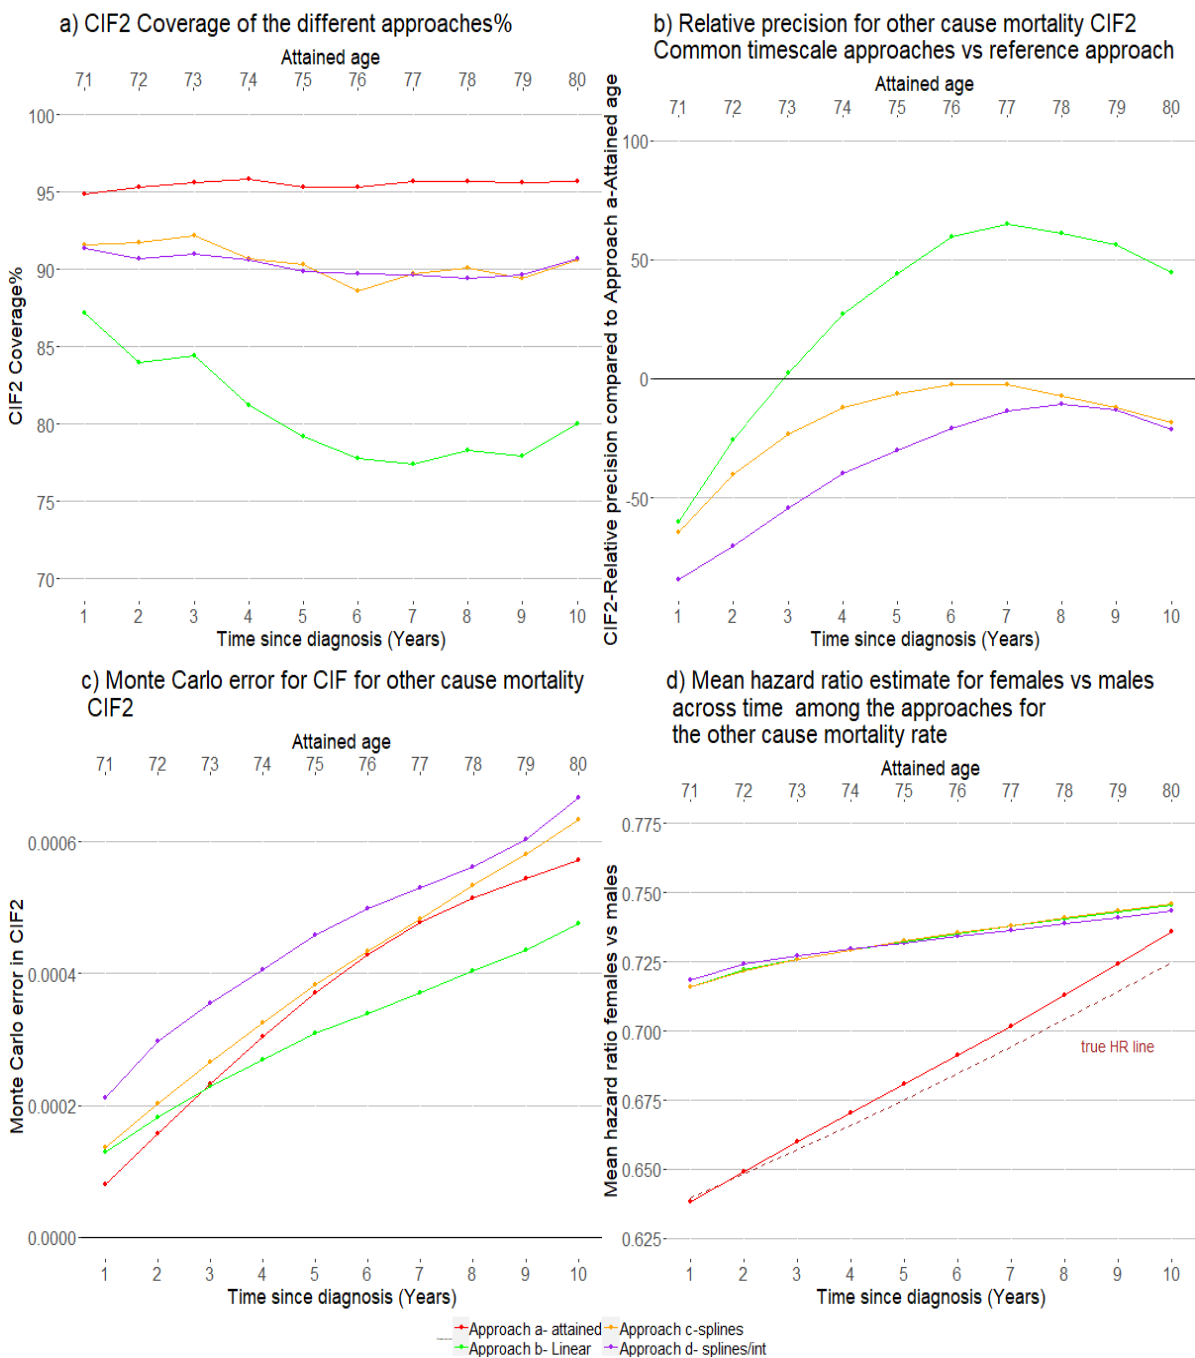 a) CIF2 Coverage of the different approaches%
Attained age
71 72 73 74 75 76 77 78 79 80
CIF2 Coverage%
100
95
90
85
80
75
70
1 2 3 4 5 6 7 8 9 10
Time since diagnosis (Years)
b) Relative precision for other cause mortality CIF2
Common timescale approaches vs reference approach
Attained age
71 72 73 74 75 76 77 78 79 80
CIF2-Relative precision compared to Approach a-Attained age
100
50
0
-50
1 2 3 4 5 6 7 8 9 10
Time since diagnosis (Years)
c) Monte Carlo error for CIF for other cause mortality
CIF2
Attained age
71 72 73 74 75 76 77 78 79 80
Monte Carlo error in CIF2
0.0006
0.0004
0.0002
0.0000
1 2 3 4 5 6 7 8 9 10
Time since diagnosis (Years)
d) Mean hazard ratio estimate for females vs males
across time among the approaches for
the other cause mortality rate
Attained age
71 72 73 74 75 76 77 78 79 80
Mean hazard ratio females vs males
0.775
0.750
0.725
0.700
0.675
0.650
0.625
true HR line
1 2 3 4 5 6 7 8 9 10
Time since diagnosis (Years)
Approach a- attained Approach c-splines
Approach b- Linear Approach d- splines/int